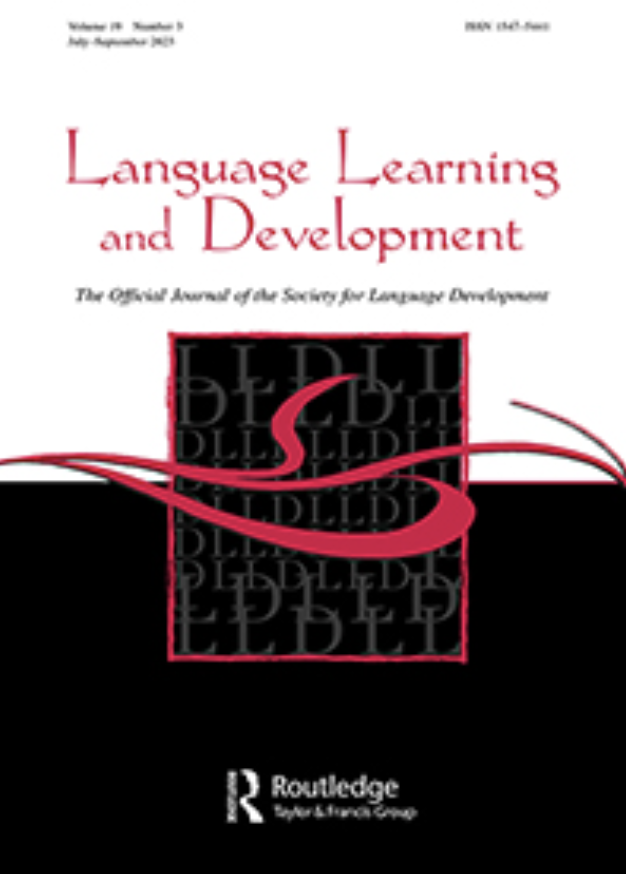 Volume 19 Number 3
July–September 2023
ISSN 1547-5441
Language Learning
and Development
The Official Journal of the Society for Language Development
L L D L L
D L L D L L
D L L D L L D L L
D L L D L L D L L
D L L D L L D L L
D L L D L L D L L
L D L L D
L L D L L
ROUTLEDGE
Routledge
Taylor & Francis Group